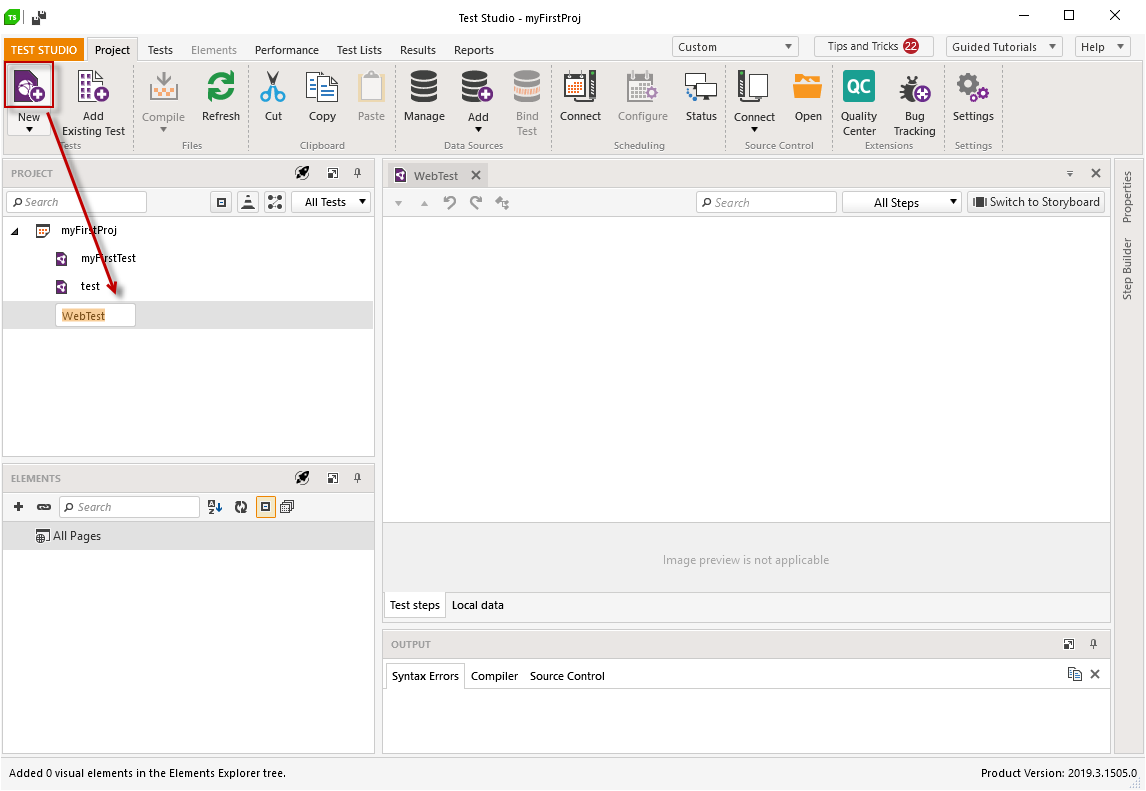 TS
Test Studio - myFirstProj
TEST STUDIO Project Tests Elements Performance Test Lists Results Reports Custom Tips and Tricks 22 Guided Tutorials Help
New
Add
Existing Test
Tests
Compile
Refresh
Files
Cut
Copy
Paste
Clipboard
Manage
Add
Bind
Test
Data Sources
Connect
Configure
Status
Scheduling
Connect
Open
Source Control
QC
Quality
Center
Bug
Tracking
Extensions
Settings
Settings
PROJECT
Search
All Tests
myFirstProj
myFirstTest
test
WebTest
ELEMENTS
Search
All Pages
WebTest
Search
All Steps
Switch to Storyboard
Image preview is not applicable
Test steps Local data
OUTPUT
Syntax Errors Compiler Source Control
Properties
Step Builder
Added 0 visual elements in the Elements Explorer tree.
Product Version: 2019.3.1505.0